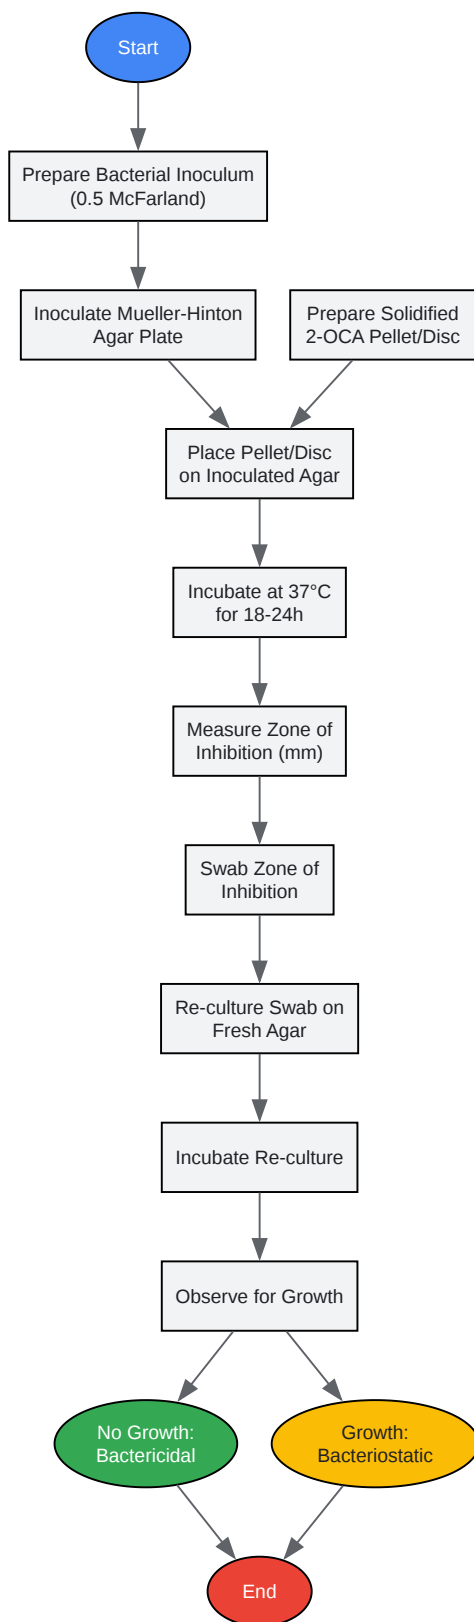 Start
Prepare Bacterial Inoculum
(0.5 McFarland)
Inoculate Mueller-Hinton
Agar Plate
Prepare Solidified
2-OCA Pellet/Disc
Place Pellet/Disc
on Inoculated Agar
Incubate at 37°C
for 18-24h
Measure Zone of
Inhibition (mm)
Swab Zone of
Inhibition
Re-culture Swab on
Fresh Agar
Incubate Re-culture
Observe for Growth
No Growth:
Bactericidal
Growth:
Bacteriostatic
End